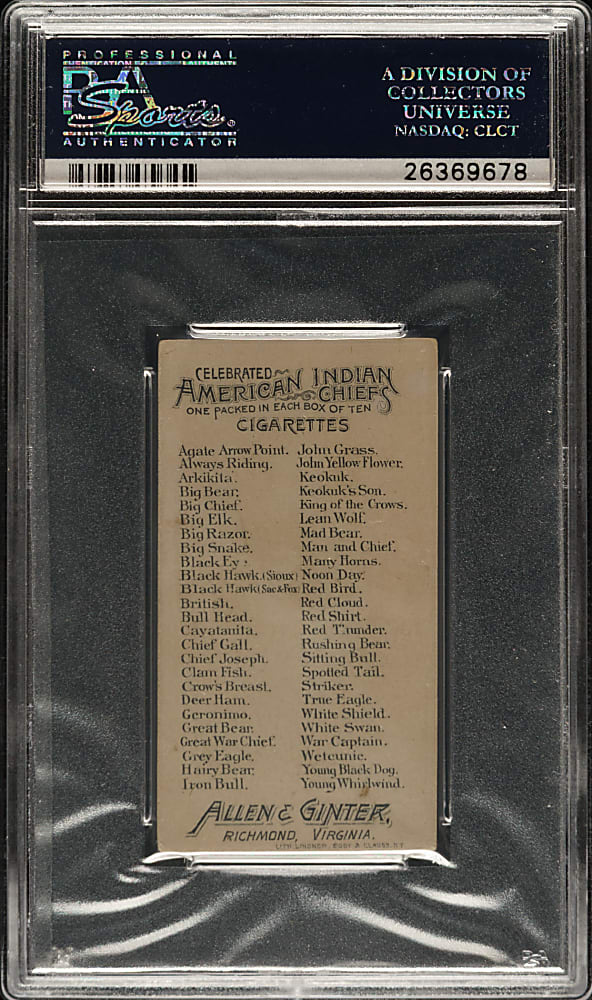 PROFESSIONAL
PSA
Sports
AUTHENTICATOR
A DIVISION OF
COLLECTORS
UNIVERSE
NASDAQ: CLCT
26369678
CELEBRATED
AMERICAN INDIAN
CHIEFS
ONE PACKED IN EACH BOX OF TEN
CIGARETTES
Agate Arrow Point. John Grass.
Always Riding. John Yellow Flower.
Arkikita. Keokuk.
Big Bear. Keokuk's Son.
Big Chief. King of the Crows.
Big Elk. Lean Wolf.
Big Razor. Mad Bear.
Big Snake. Man and Chief.
Black Eye Many Horns.
Black Hawk. (Sioux) Noon Day.
Black Hawk (Sac & Fox) Red Bird.
British. Red Cloud.
Bull Head. Red Shirt.
Cayatanita. Red Thunder.
Chief Gall. Rushing Bear.
Chief Joseph. Sitting Bull.
Clam Fish. Spotted Tail.
Crow's Breast. Striker.
Deer Ham. True Eagle.
Geronimo. White Shield.
Great Bear. White Swan.
Great War Chief. War Captain.
Grey Eagle. Wetcunie.
Hairy Bear. Young Black Dog.
Iron Bull. Young Whirlwind.
ALLEN & GINTER,
RICHMOND, VIRGINIA.
LITH. LINDNER, EDDY & CLAUSS, N.Y.